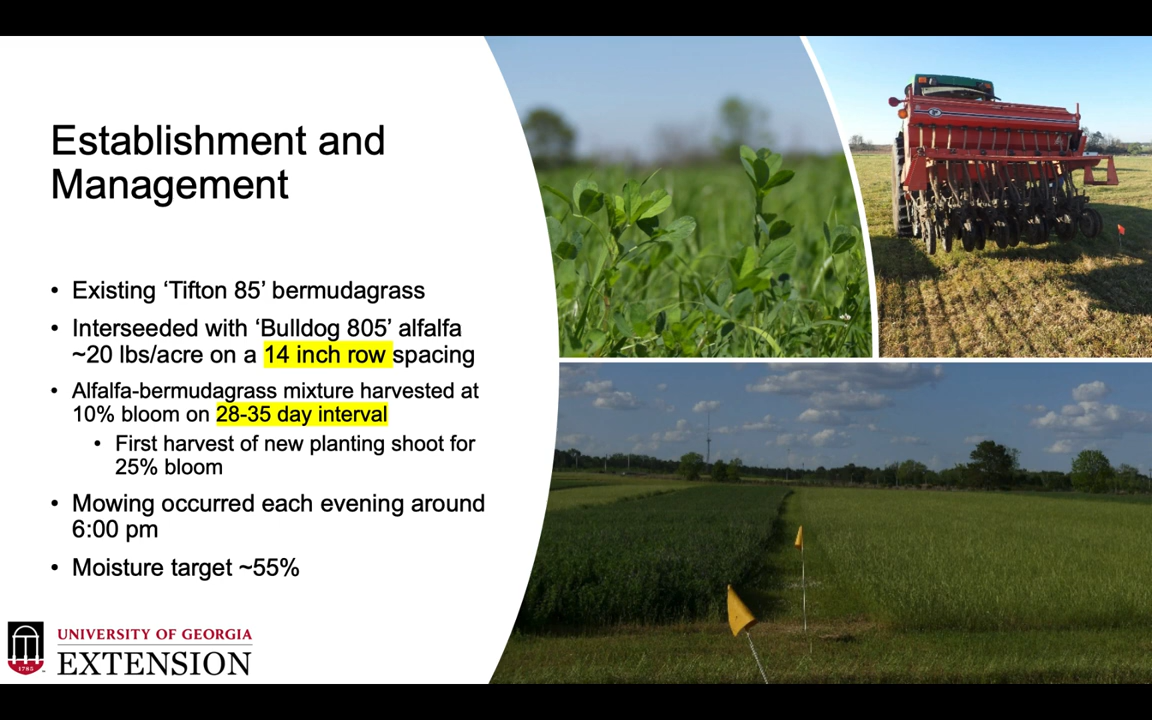 Establishment and
Management
• Existing ‘Tifton 85’ bermudagrass
• Interseeded with ‘Bulldog 805’ alfalfa
~20 lbs/acre on a 14 inch row spacing
• Alfalfa-bermudagrass mixture harvested at
10% bloom on 28-35 day interval
• First harvest of new planting shoot for
25% bloom
• Mowing occurred each evening around
6:00 pm
• Moisture target ~55%
1785
UNIVERSITY OF GEORGIA
EXTENSION